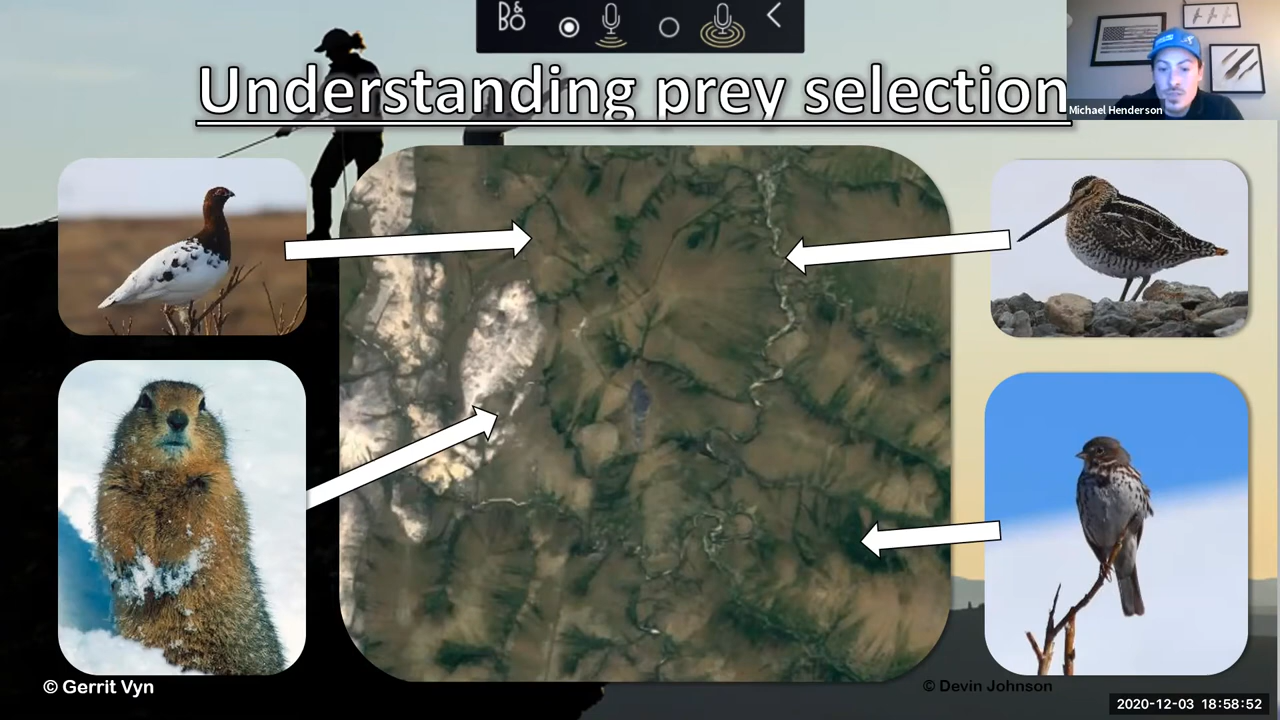 B&O
Understanding prey selection
Michael Henderson
© Gerrit Vyn
© Devin Johnson
2020-12-03 18:58:52